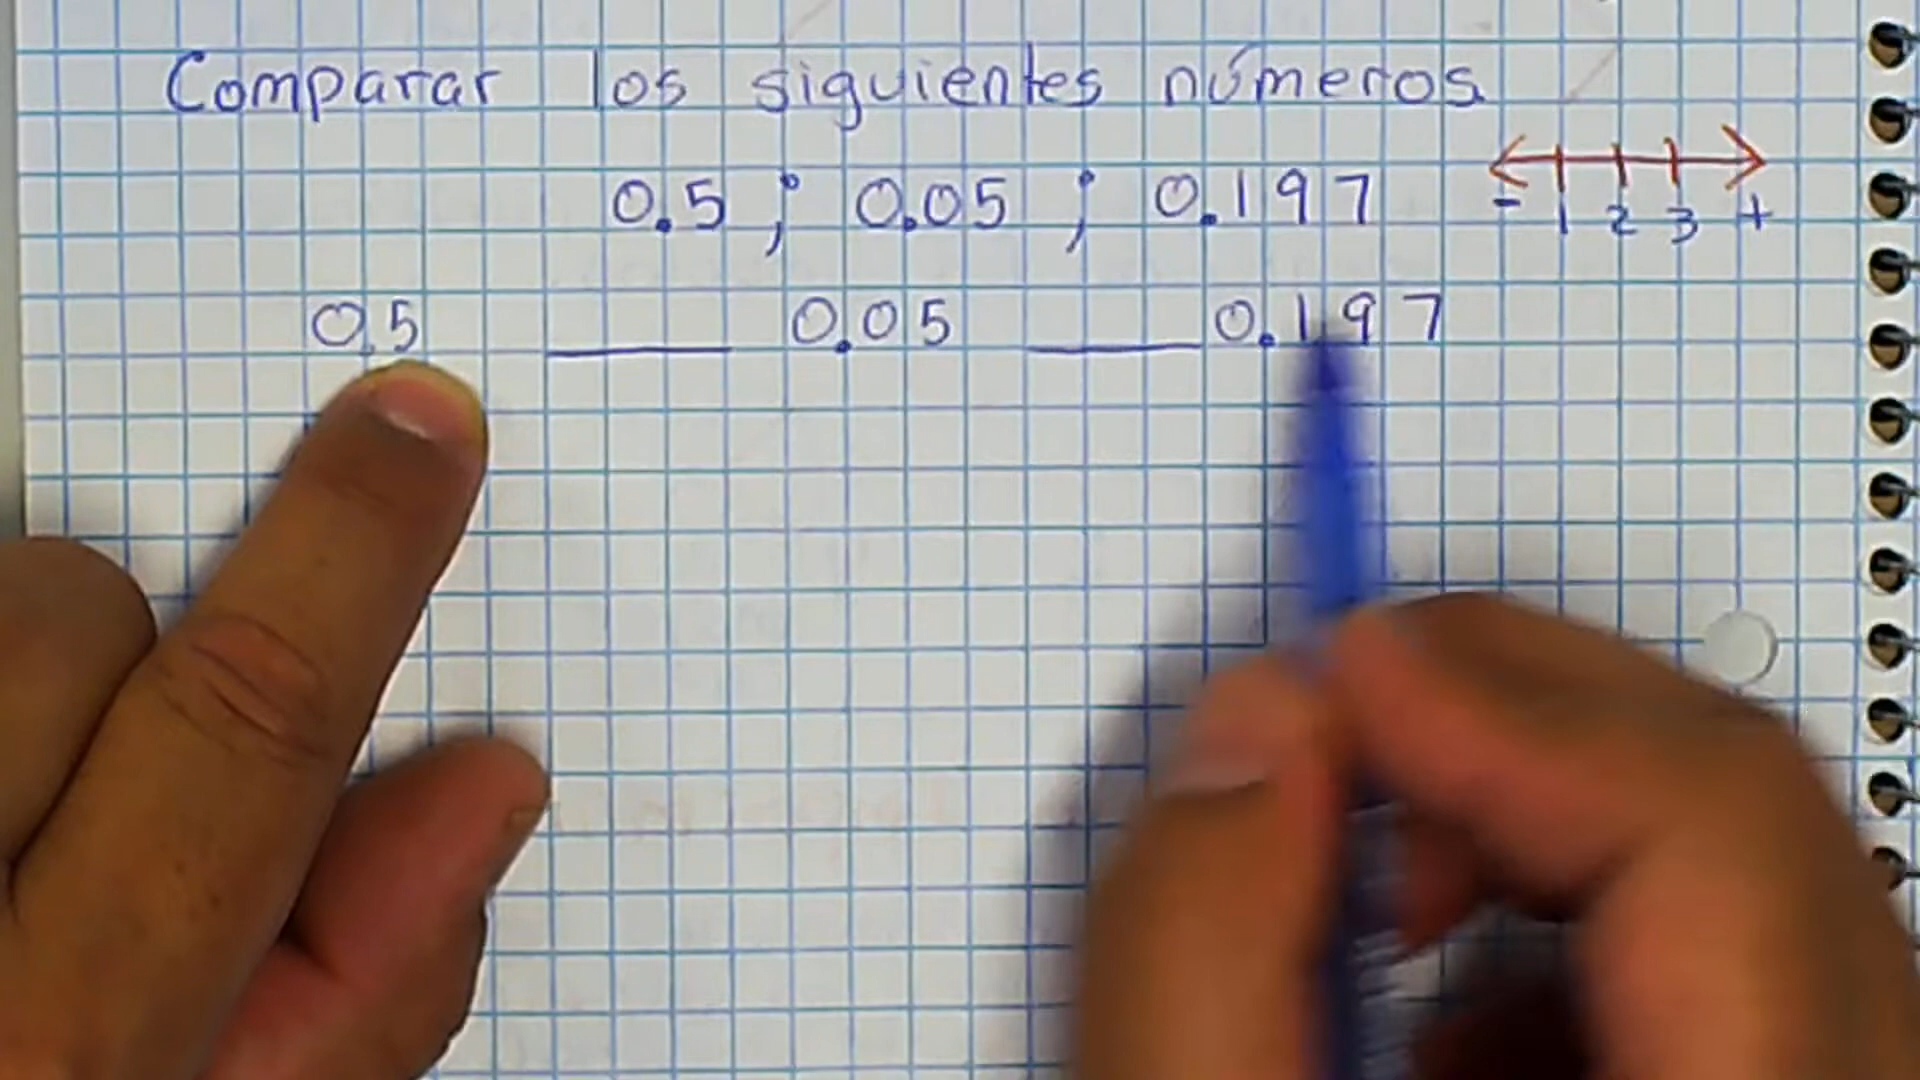 Comparar los siguientes números
0.5 ; 0.05 ; 0.197
- 1 2 3 +
0.5 ____ 0.05 ____ 0.197